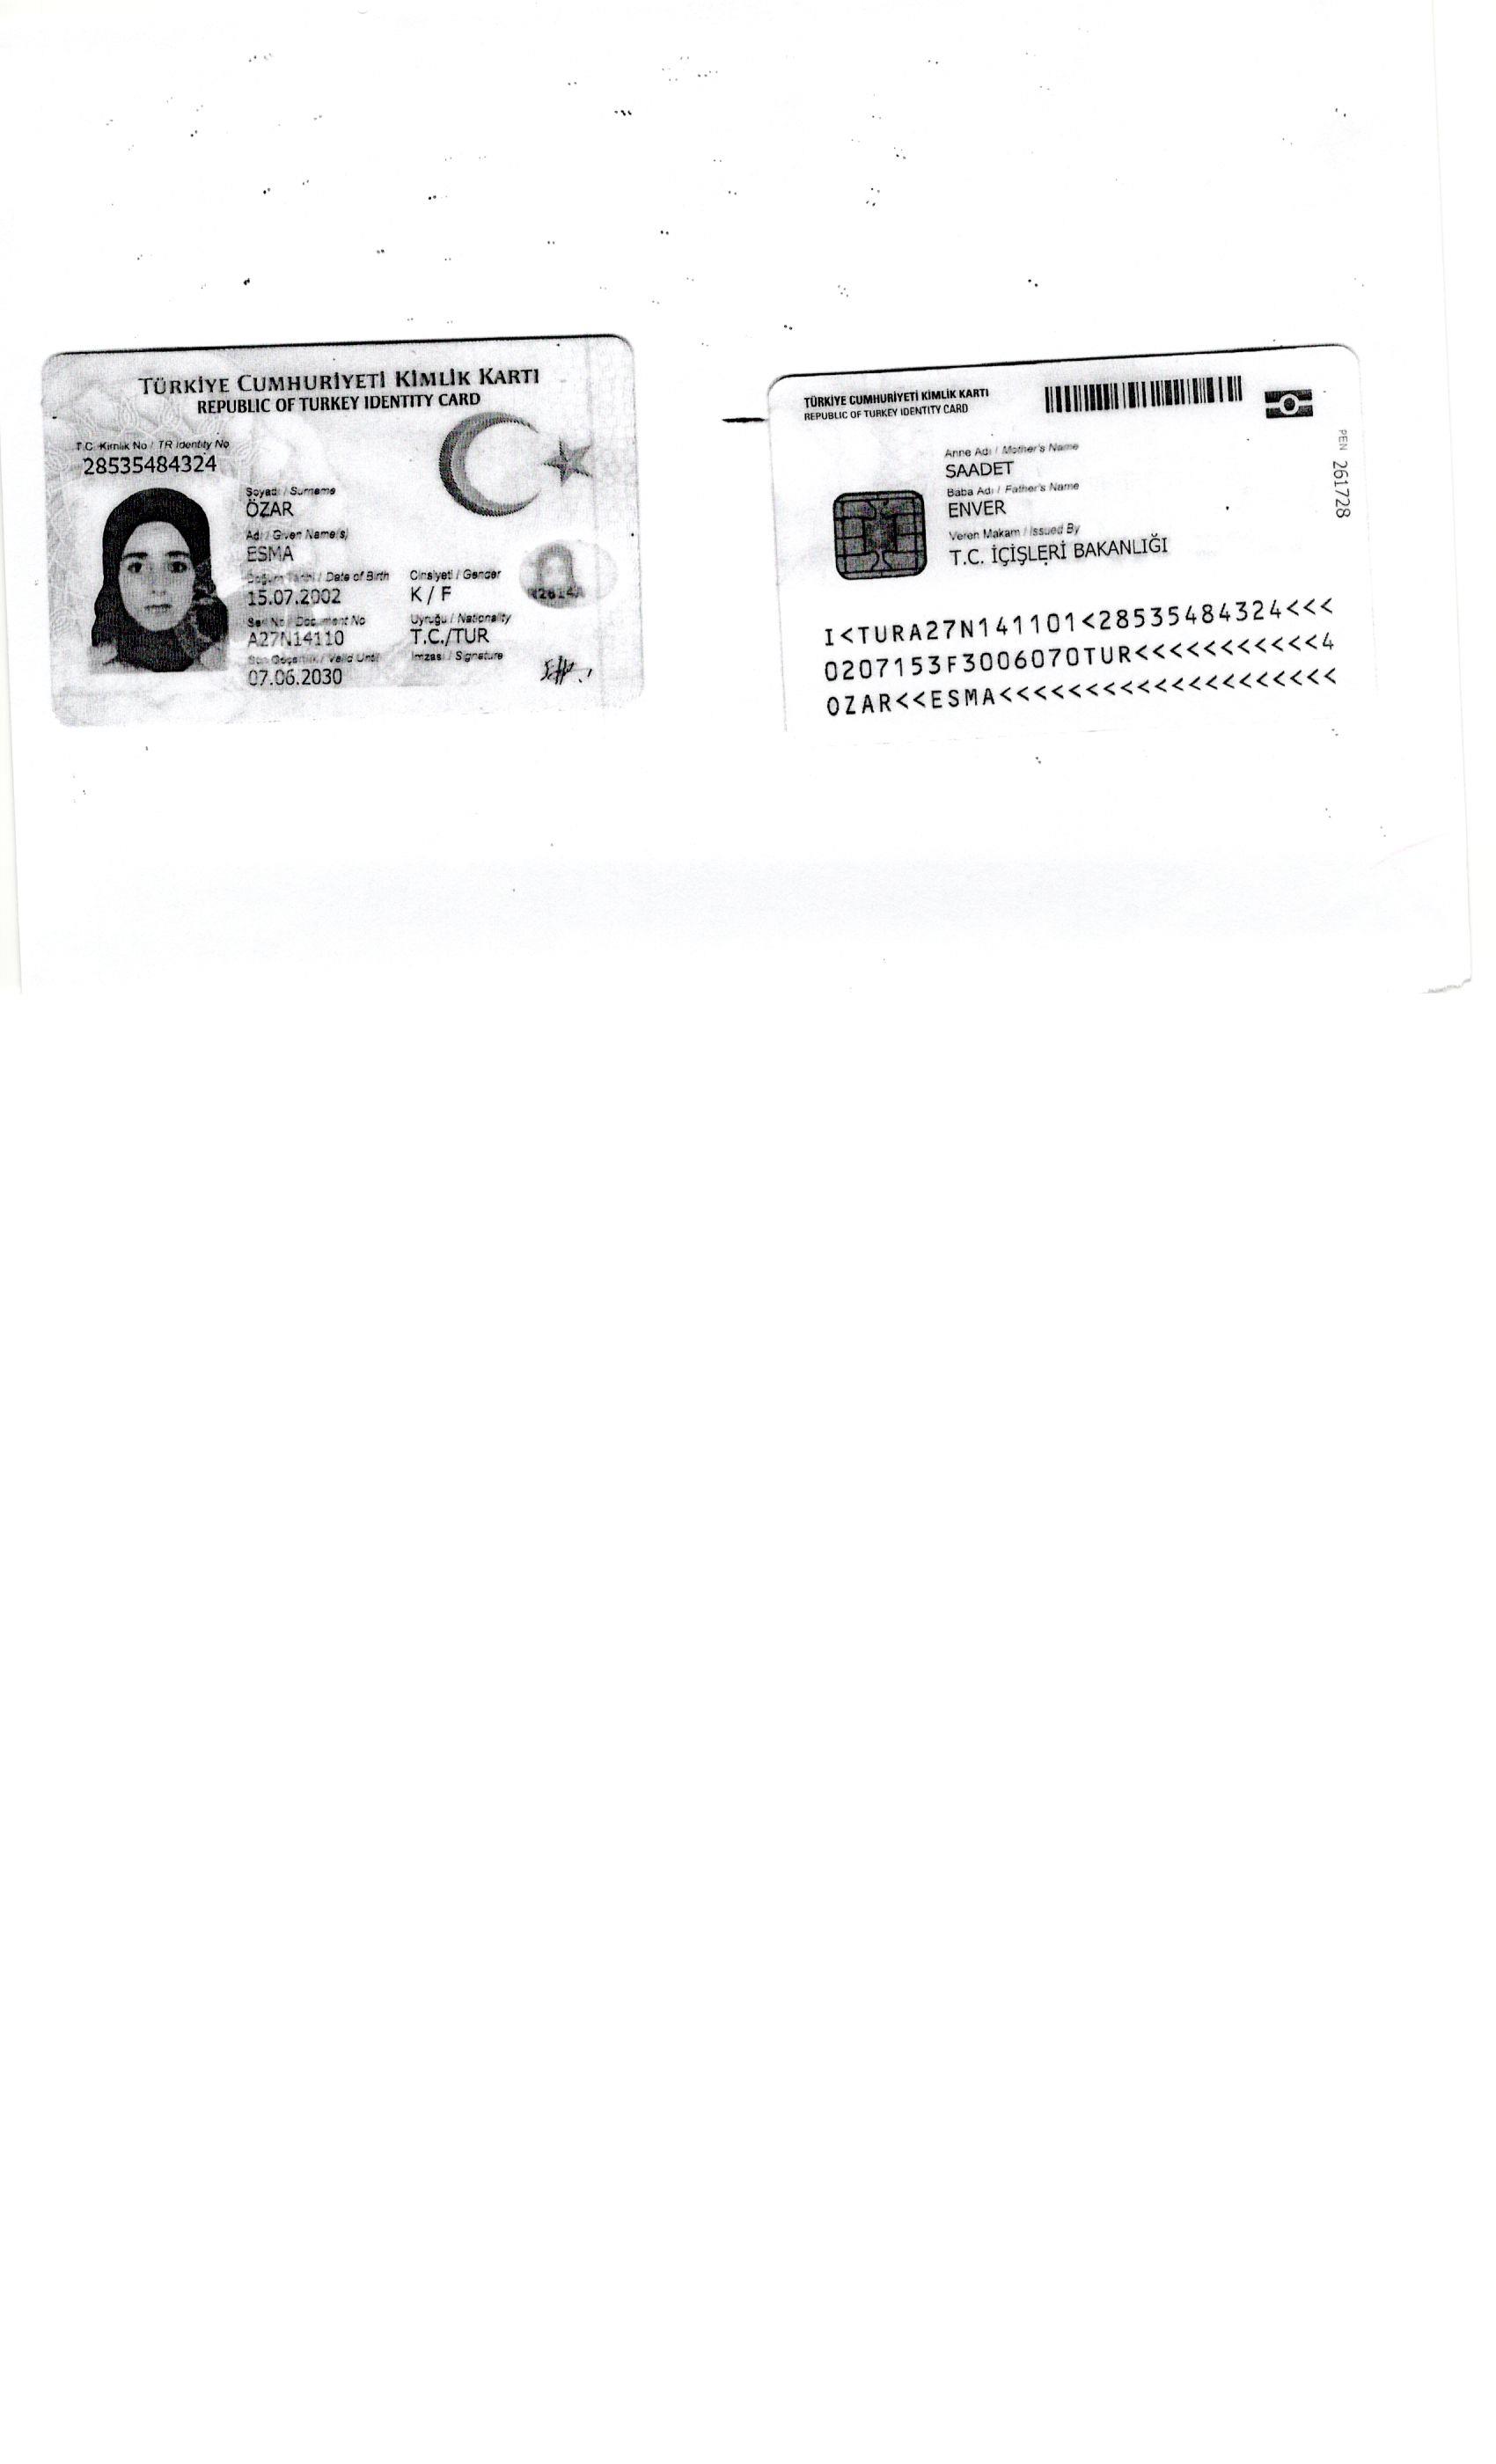 TÜRKİYE CUMHURİYETİ KİMLİK KARTI
REPUBLIC OF TURKEY IDENTITY CARD
T.C. Kimlik No / TR Identity No
28535484324
Soyadı / Surname
ÖZAR
Adı / Given Name(s)
ESMA
Doğum Tarihi / Date of Birth Cinsiyeti / Gender
15.07.2002 K / F
Seri No / Document No Uyruğu / Nationality
A27N14110 T.C./TUR
Son Geçerlilik / Valid Until İmzası / Signature
07.06.2030
TÜRKİYE CUMHURİYETİ KİMLİK KARTI
REPUBLIC OF TURKEY IDENTITY CARD
Anne Adı / Mother's Name
SAADET
Baba Adı / Father's Name
ENVER
Veren Makam / Issued By
T.C. İÇİŞLERİ BAKANLIĞI
PEN 261728
I<TURA27N141101<28535484324<<<
0207153F3006070TUR<<<<<<<<<<<4
OZAR<<ESMA<<<<<<<<<<<<<<<<<<<<